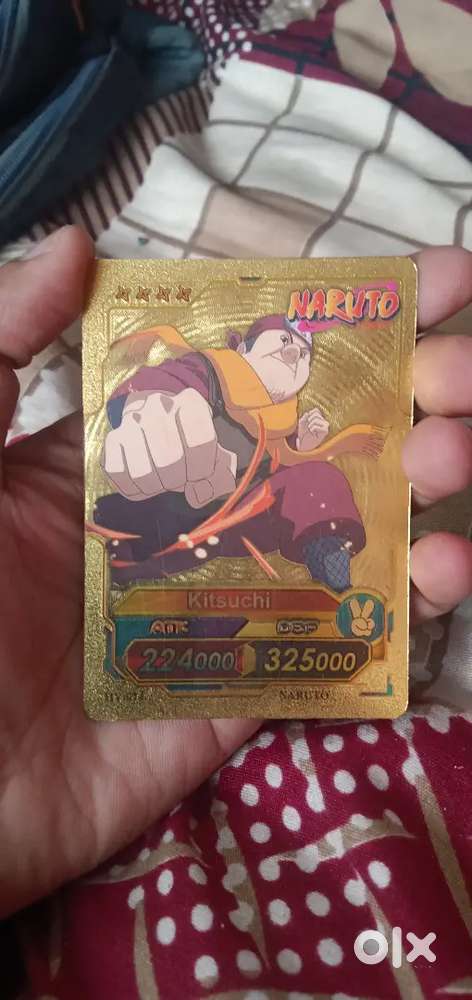 NARUTO
Kitsuchi
ATK DEF
224000 325000
NARUTO
olx